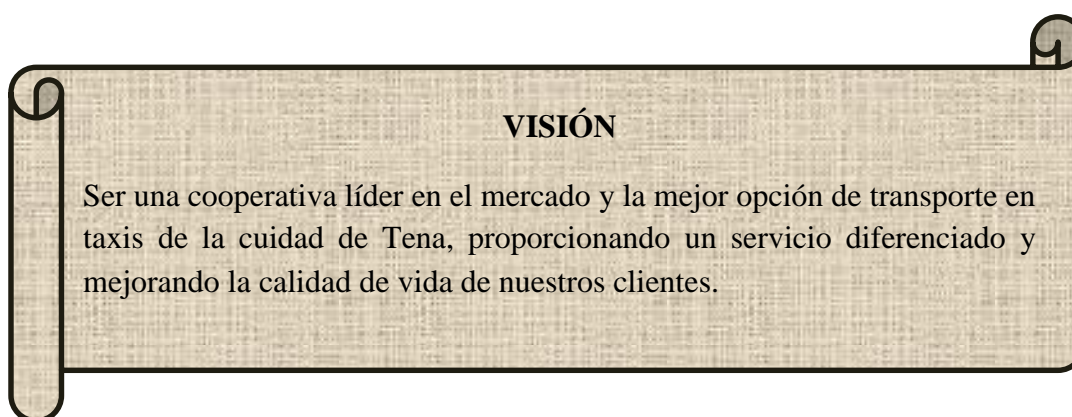 VISIÓN
Ser una cooperativa líder en el mercado y la mejor opción de transporte en
taxis de la cuidad de Tena, proporcionando un servicio diferenciado y
mejorando la calidad de vida de nuestros clientes.